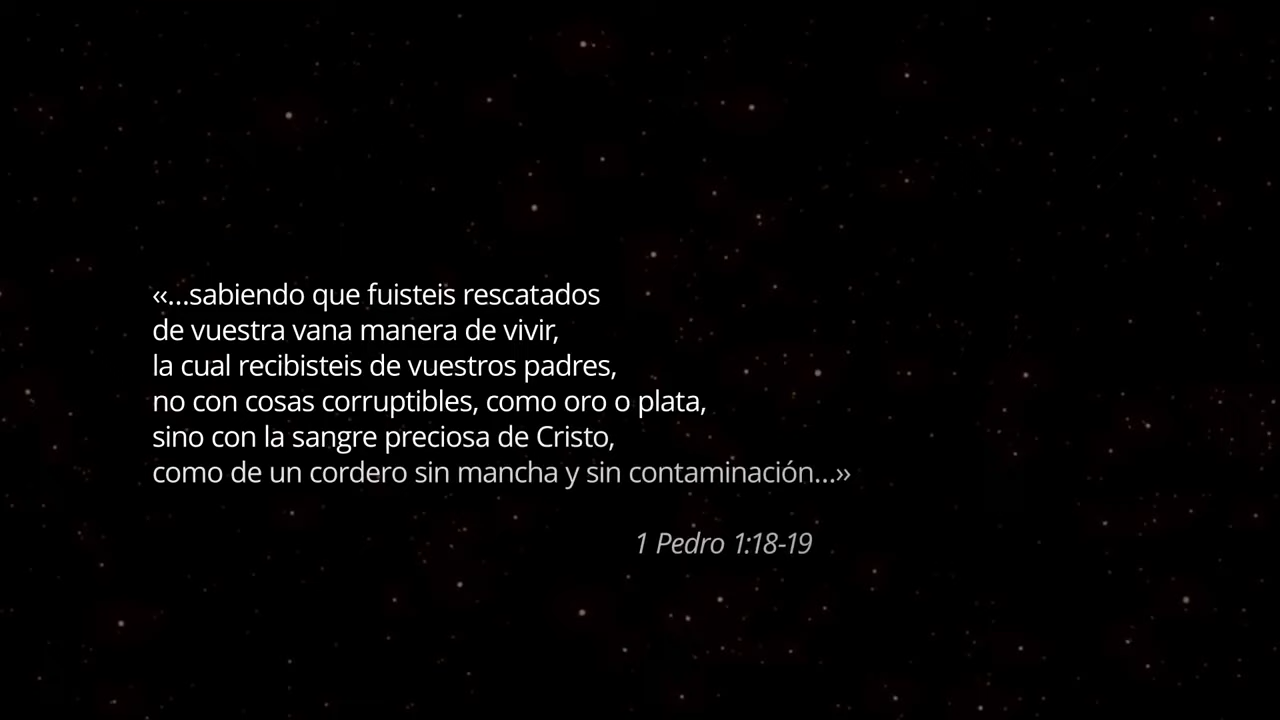 «...sabiendo que fuisteis rescatados
de vuestra vana manera de vivir,
la cual recibisteis de vuestros padres,
no con cosas corruptibles, como oro o plata,
sino con la sangre preciosa de Cristo,
como de un cordero sin mancha y sin contaminación...»
1 Pedro 1:18-19